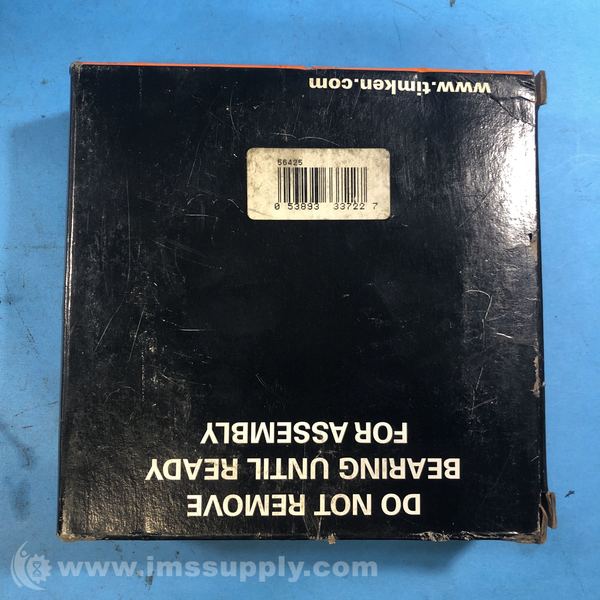 www.timken.com
56425
0 53893 33722 7
DO NOT REMOVE
BEARING UNTIL READY
FOR ASSEMBLY
www.imssupply.com